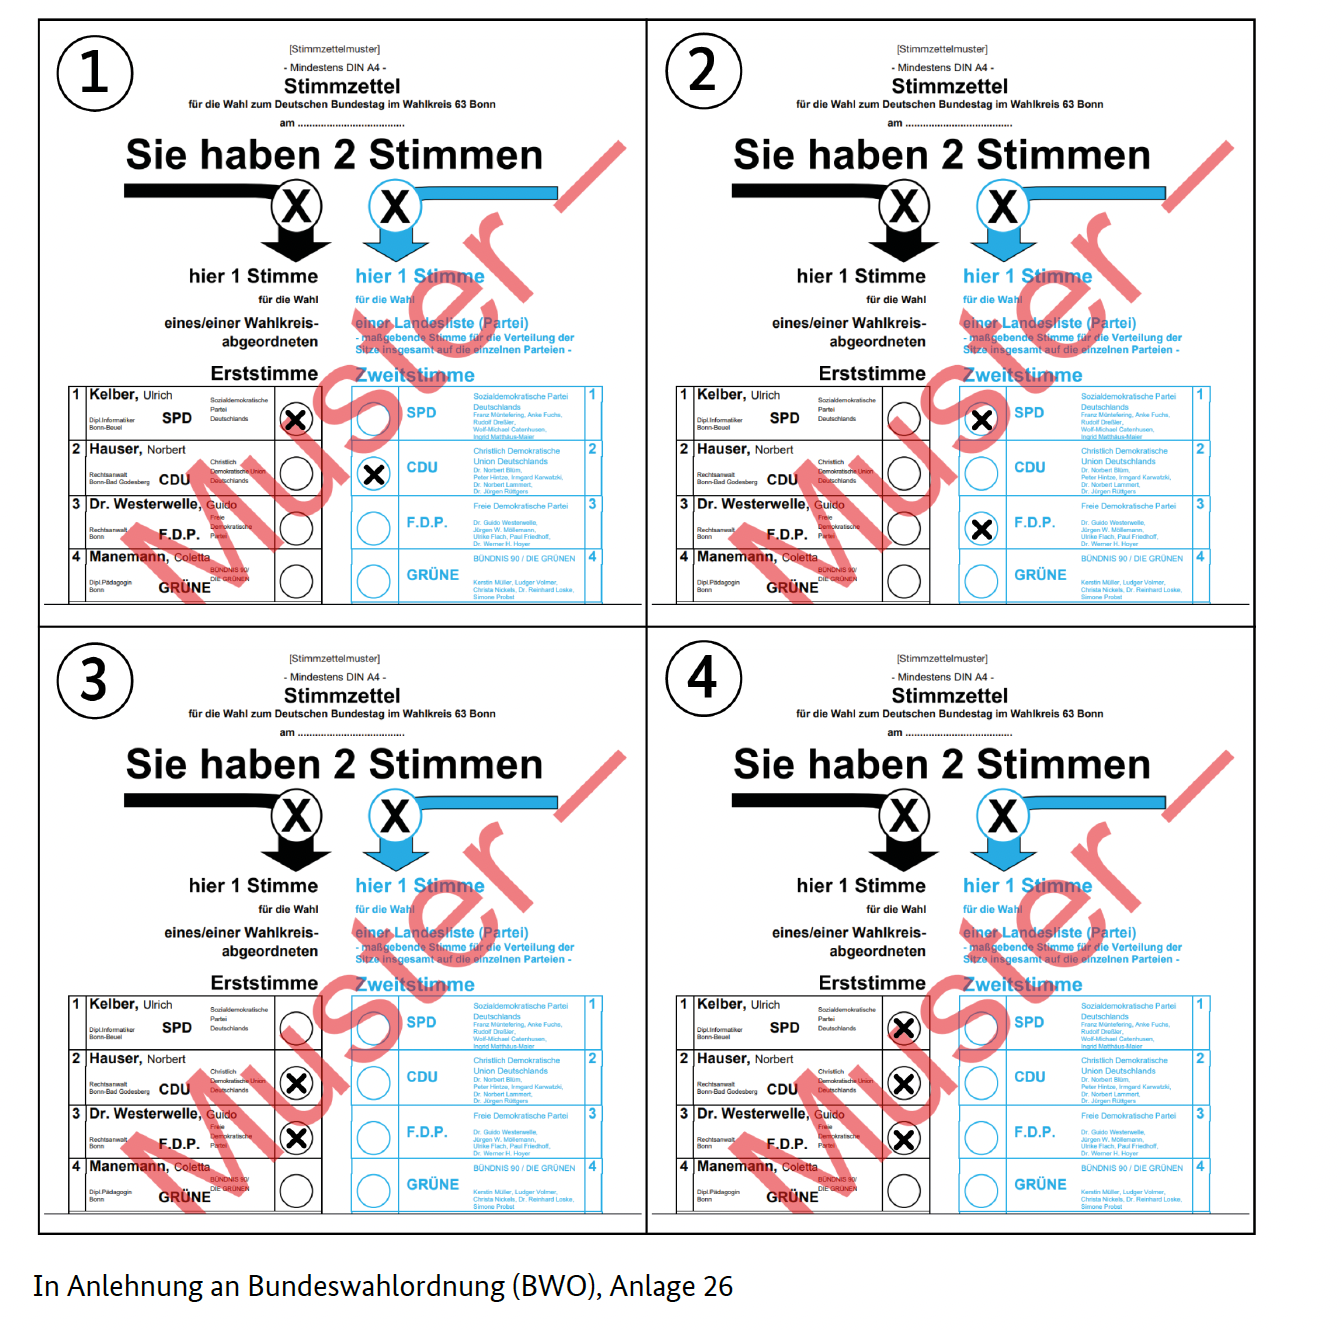 1
[Stimmzettelmuster]
- Mindestens DIN A4 -
Stimmzettel
für die Wahl zum Deutschen Bundestag im Wahlkreis 63 Bonn
am ....................................
Sie haben 2 Stimmen
X X
hier 1 Stimme
für die Wahl
eines/einer Wahlkreis-
abgeordneten
Erststimme
hier 1 Stimme
für die Wahl
einer Landesliste (Partei)
- maßgebende Stimme für die Verteilung der
Sitze insgesamt auf die einzelnen Parteien -
Zweitstimme
1 Kelber, Ulrich
Dipl.Informatiker
Bonn-Beuel
SPD
Sozialdemokratische
Partei
Deutschlands
X
2 Hauser, Norbert
Rechtsanwalt
Bonn-Bad Godesberg
CDU
Christlich
Demokratische Union
Deutschlands
3 Dr. Westerwelle, Guido
Rechtsanwalt
Bonn
F.D.P.
Freie
Demokratische
Partei
4 Manemann, Coletta
Dipl.Pädagogin
Bonn
GRÜNE
BÜNDNIS 90/
DIE GRÜNEN
SPD
Sozialdemokratische Partei
Deutschlands
Franz Müntefering, Anke Fuchs,
Rudolf Dreßler,
Wolf-Michael Catenhusen,
Ingrid Matthäus-Maier
1
X
CDU
Christlich Demokratische
Union Deutschlands
Dr. Norbert Blüm,
Peter Hintze, Irmgard Karwatzki,
Dr. Norbert Lammert,
Dr. Jürgen Rüttgers
2
F.D.P.
Freie Demokratische Partei
Dr. Guido Westerwelle,
Jürgen W. Möllemann,
Ulrike Flach, Paul Friedhoff,
Dr. Werner H. Hoyer
3
GRÜNE
BÜNDNIS 90 / DIE GRÜNEN
Kerstin Müller, Ludger Volmer,
Christa Nickels, Dr. Reinhard Loske,
Simone Probst
4
Muster –
2
[Stimmzettelmuster]
- Mindestens DIN A4 -
Stimmzettel
für die Wahl zum Deutschen Bundestag im Wahlkreis 63 Bonn
am ....................................
Sie haben 2 Stimmen
X X
hier 1 Stimme
für die Wahl
eines/einer Wahlkreis-
abgeordneten
Erststimme
hier 1 Stimme
für die Wahl
einer Landesliste (Partei)
- maßgebende Stimme für die Verteilung der
Sitze insgesamt auf die einzelnen Parteien -
Zweitstimme
1 Kelber, Ulrich
Dipl.Informatiker
Bonn-Beuel
SPD
Sozialdemokratische
Partei
Deutschlands
2 Hauser, Norbert
Rechtsanwalt
Bonn-Bad Godesberg
CDU
Christlich
Demokratische Union
Deutschlands
3 Dr. Westerwelle, Guido
Rechtsanwalt
Bonn
F.D.P.
Freie
Demokratische
Partei
4 Manemann, Coletta
Dipl.Pädagogin
Bonn
GRÜNE
BÜNDNIS 90/
DIE GRÜNEN
X
SPD
Sozialdemokratische Partei
Deutschlands
Franz Müntefering, Anke Fuchs,
Rudolf Dreßler,
Wolf-Michael Catenhusen,
Ingrid Matthäus-Maier
1
CDU
Christlich Demokratische
Union Deutschlands
Dr. Norbert Blüm,
Peter Hintze, Irmgard Karwatzki,
Dr. Norbert Lammert,
Dr. Jürgen Rüttgers
2
X
F.D.P.
Freie Demokratische Partei
Dr. Guido Westerwelle,
Jürgen W. Möllemann,
Ulrike Flach, Paul Friedhoff,
Dr. Werner H. Hoyer
3
GRÜNE
BÜNDNIS 90 / DIE GRÜNEN
Kerstin Müller, Ludger Volmer,
Christa Nickels, Dr. Reinhard Loske,
Simone Probst
4
Muster –
3
[Stimmzettelmuster]
- Mindestens DIN A4 -
Stimmzettel
für die Wahl zum Deutschen Bundestag im Wahlkreis 63 Bonn
am ....................................
Sie haben 2 Stimmen
X X
hier 1 Stimme
für die Wahl
eines/einer Wahlkreis-
abgeordneten
Erststimme
hier 1 Stimme
für die Wahl
einer Landesliste (Partei)
- maßgebende Stimme für die Verteilung der
Sitze insgesamt auf die einzelnen Parteien -
Zweitstimme
1 Kelber, Ulrich
Dipl.Informatiker
Bonn-Beuel
SPD
Sozialdemokratische
Partei
Deutschlands
2 Hauser, Norbert
Rechtsanwalt
Bonn-Bad Godesberg
CDU
Christlich
Demokratische Union
Deutschlands
X
3 Dr. Westerwelle, Guido
Rechtsanwalt
Bonn
F.D.P.
Freie
Demokratische
Partei
X
4 Manemann, Coletta
Dipl.Pädagogin
Bonn
GRÜNE
BÜNDNIS 90/
DIE GRÜNEN
SPD
Sozialdemokratische Partei
Deutschlands
Franz Müntefering, Anke Fuchs,
Rudolf Dreßler,
Wolf-Michael Catenhusen,
Ingrid Matthäus-Maier
1
CDU
Christlich Demokratische
Union Deutschlands
Dr. Norbert Blüm,
Peter Hintze, Irmgard Karwatzki,
Dr. Norbert Lammert,
Dr. Jürgen Rüttgers
2
F.D.P.
Freie Demokratische Partei
Dr. Guido Westerwelle,
Jürgen W. Möllemann,
Ulrike Flach, Paul Friedhoff,
Dr. Werner H. Hoyer
3
GRÜNE
BÜNDNIS 90 / DIE GRÜNEN
Kerstin Müller, Ludger Volmer,
Christa Nickels, Dr. Reinhard Loske,
Simone Probst
4
Muster –
4
[Stimmzettelmuster]
- Mindestens DIN A4 -
Stimmzettel
für die Wahl zum Deutschen Bundestag im Wahlkreis 63 Bonn
am ....................................
Sie haben 2 Stimmen
X X
hier 1 Stimme
für die Wahl
eines/einer Wahlkreis-
abgeordneten
Erststimme
hier 1 Stimme
für die Wahl
einer Landesliste (Partei)
- maßgebende Stimme für die Verteilung der
Sitze insgesamt auf die einzelnen Parteien -
Zweitstimme
1 Kelber, Ulrich
Dipl.Informatiker
Bonn-Beuel
SPD
Sozialdemokratische
Partei
Deutschlands
X
2 Hauser, Norbert
Rechtsanwalt
Bonn-Bad Godesberg
CDU
Christlich
Demokratische Union
Deutschlands
X
3 Dr. Westerwelle, Guido
Rechtsanwalt
Bonn
F.D.P.
Freie
Demokratische
Partei
X
4 Manemann, Coletta
Dipl.Pädagogin
Bonn
GRÜNE
BÜNDNIS 90/
DIE GRÜNEN
SPD
Sozialdemokratische Partei
Deutschlands
Franz Müntefering, Anke Fuchs,
Rudolf Dreßler,
Wolf-Michael Catenhusen,
Ingrid Matthäus-Maier
1
CDU
Christlich Demokratische
Union Deutschlands
Dr. Norbert Blüm,
Peter Hintze, Irmgard Karwatzki,
Dr. Norbert Lammert,
Dr. Jürgen Rüttgers
2
F.D.P.
Freie Demokratische Partei
Dr. Guido Westerwelle,
Jürgen W. Möllemann,
Ulrike Flach, Paul Friedhoff,
Dr. Werner H. Hoyer
3
GRÜNE
BÜNDNIS 90 / DIE GRÜNEN
Kerstin Müller, Ludger Volmer,
Christa Nickels, Dr. Reinhard Loske,
Simone Probst
4
Muster –
In Anlehnung an Bundeswahlordnung (BWO), Anlage 26